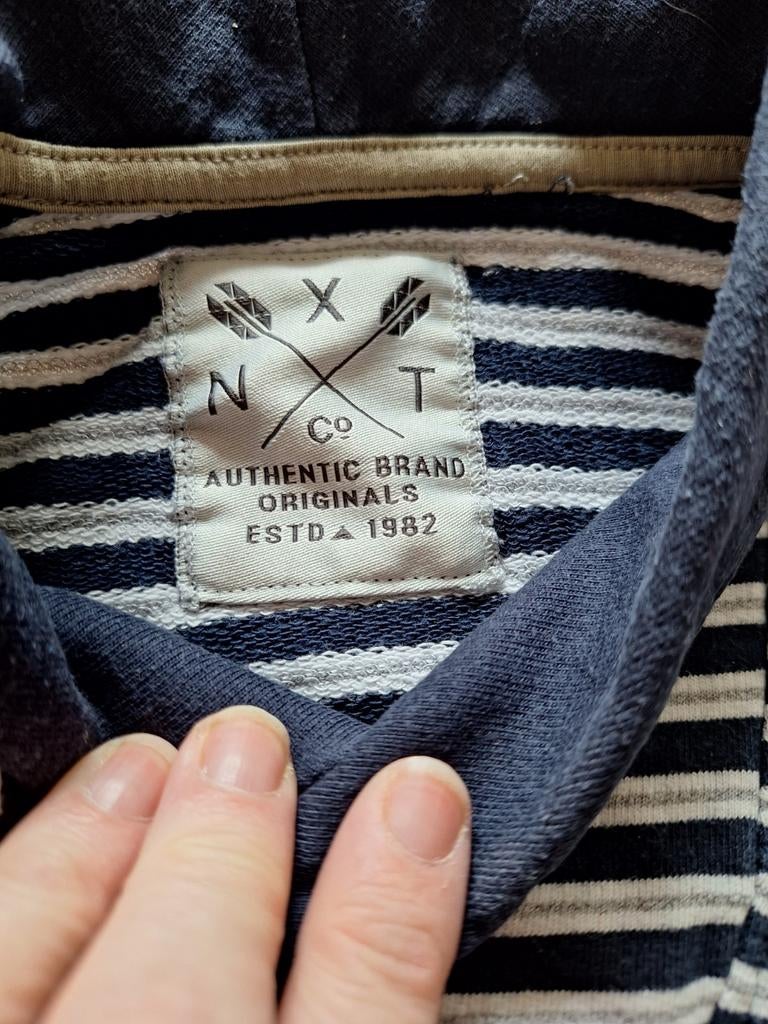 X
N T
Co
AUTHENTIC BRAND
ORIGINALS
ESTD 1982